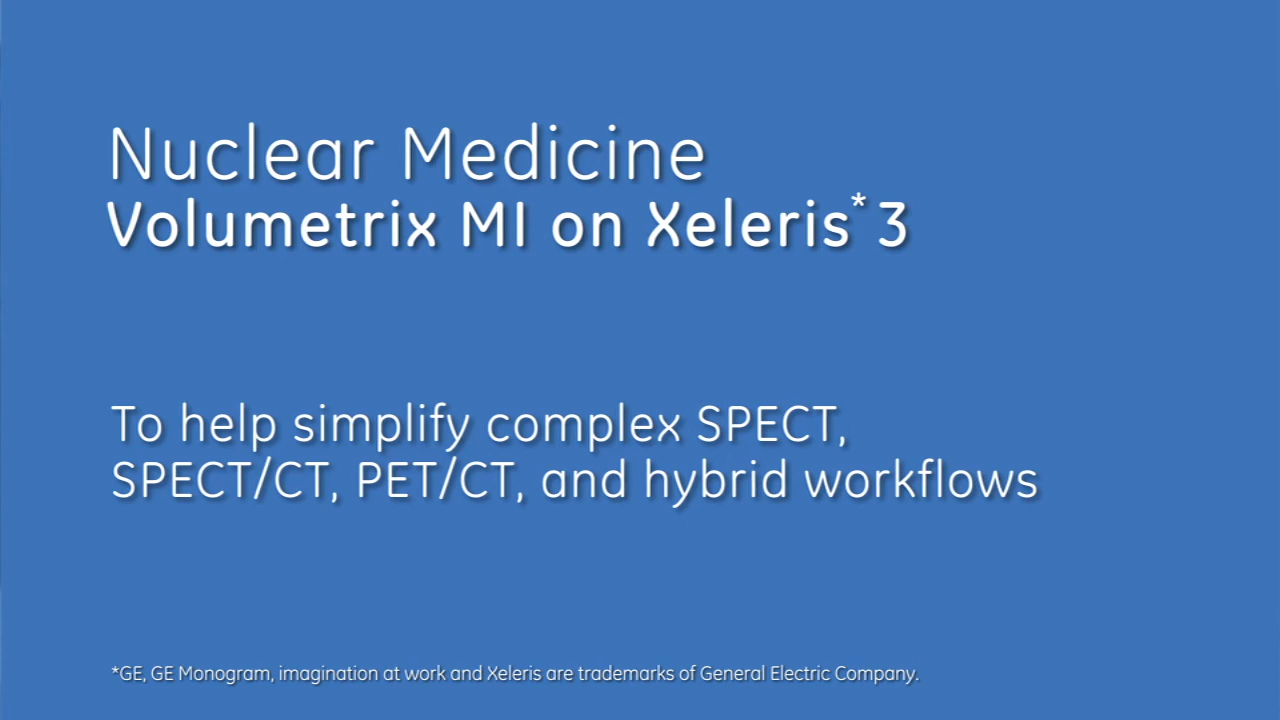 Nuclear Medicine
Volumetrix MI on Xeleris* 3
To help simplify complex SPECT,
SPECT/CT, PET/CT, and hybrid workflows
*GE, GE Monogram, imagination at work and Xeleris are trademarks of General Electric Company.